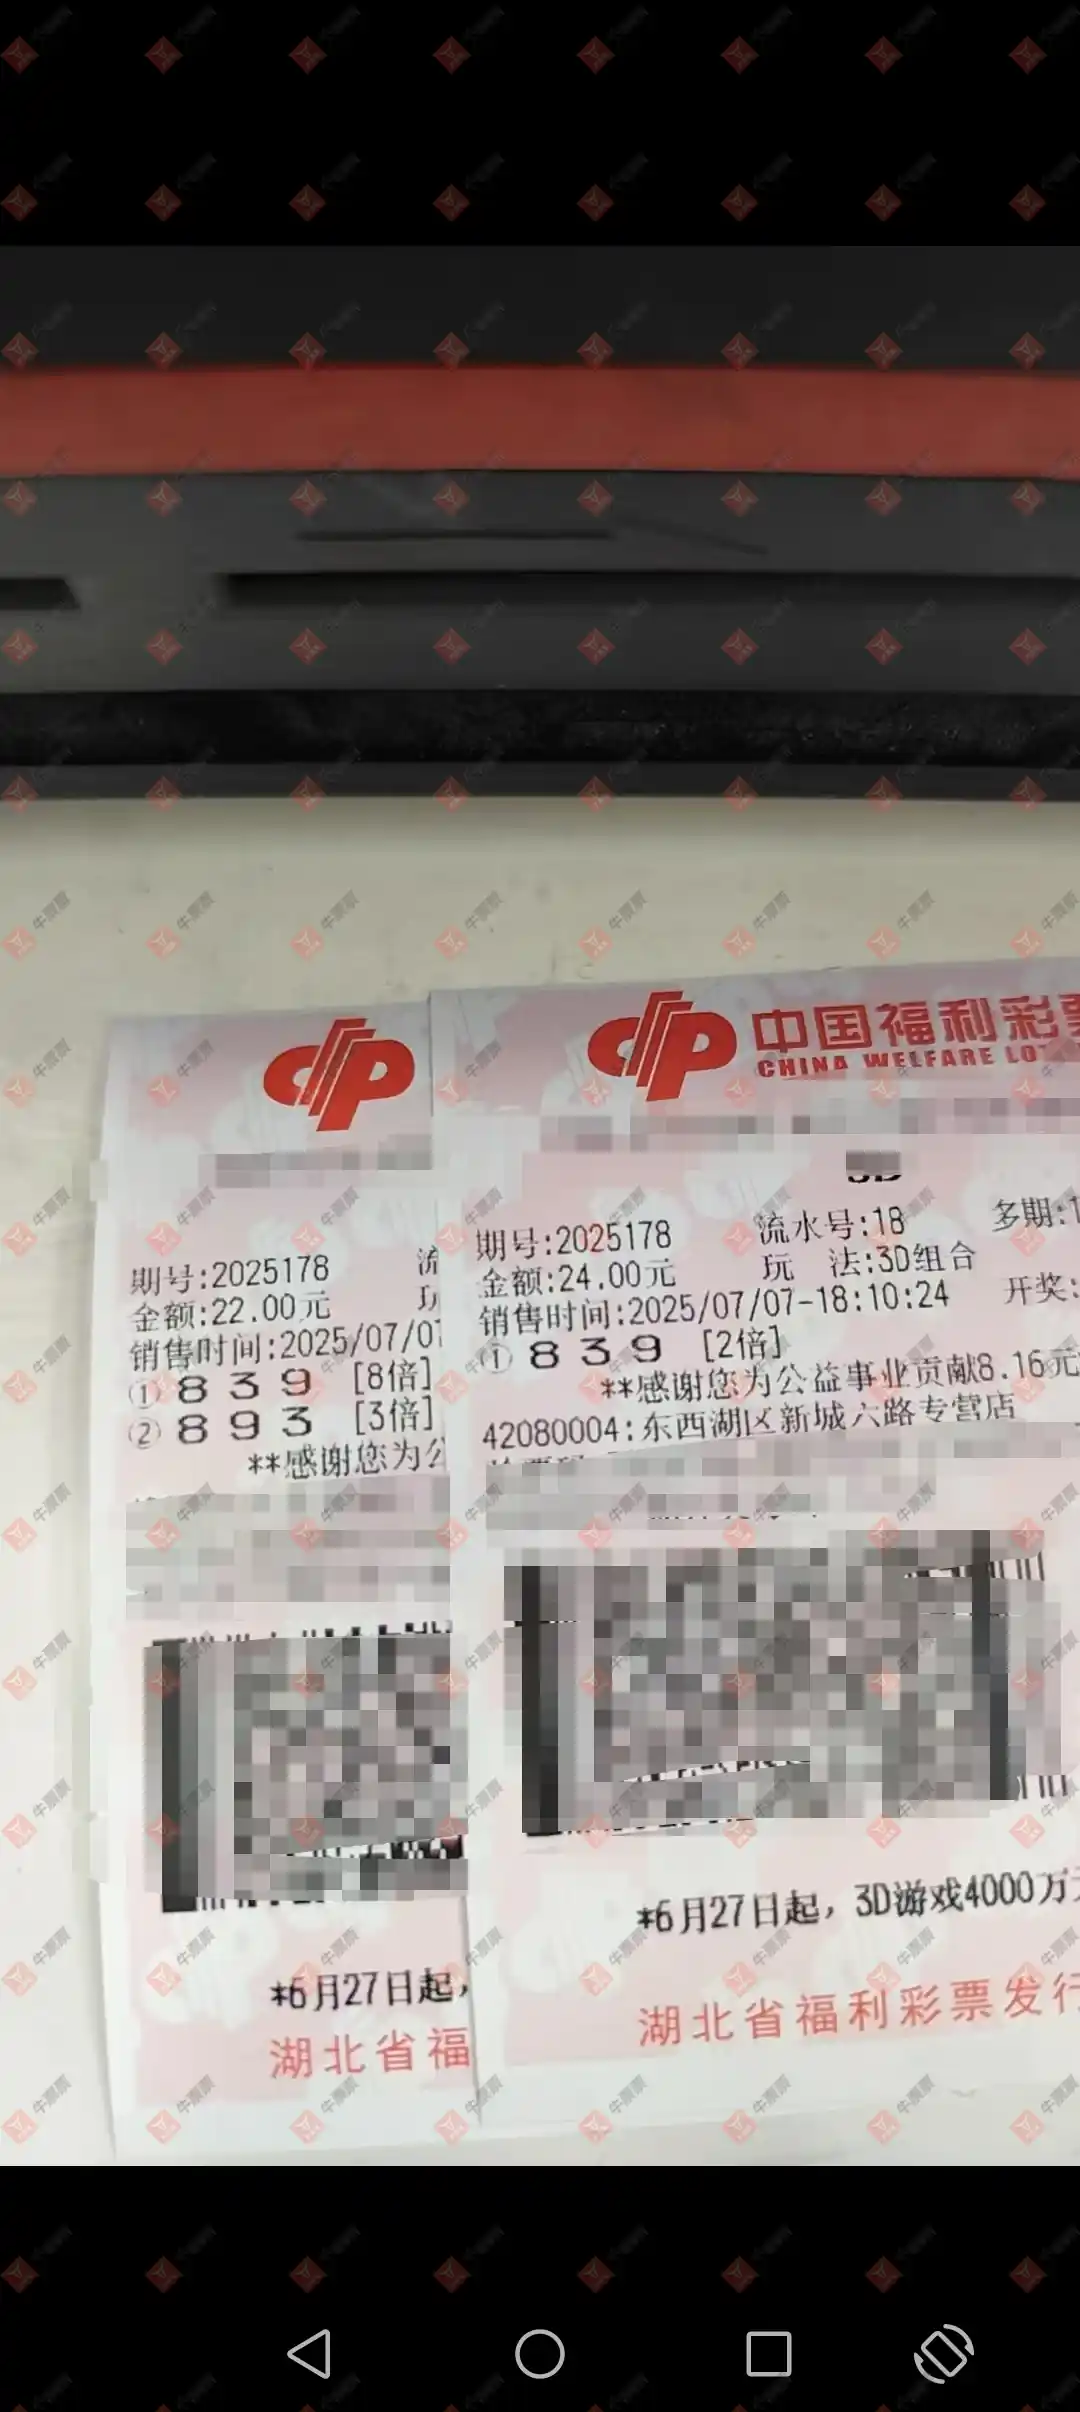 中国福利彩票
CHINA WELFARE LOT
期号:2025178
金额:22.00元
销售时间:2025/07/07
① 8 3 9 [8倍]
② 8 9 3 [3倍]
**感谢您为公
*6月27日起,
湖北省福
3D
期号:2025178 流水号:18 多期:1
金额:24.00元 玩 法:3D组合
销售时间:2025/07/07-18:10:24 开奖:
① 8 3 9 [2倍]
**感谢您为公益事业贡献8.16元
42080004:东西湖区新城六路专营店
*6月27日起, 3D游戏4000万
湖北省福利彩票发行
牛票票